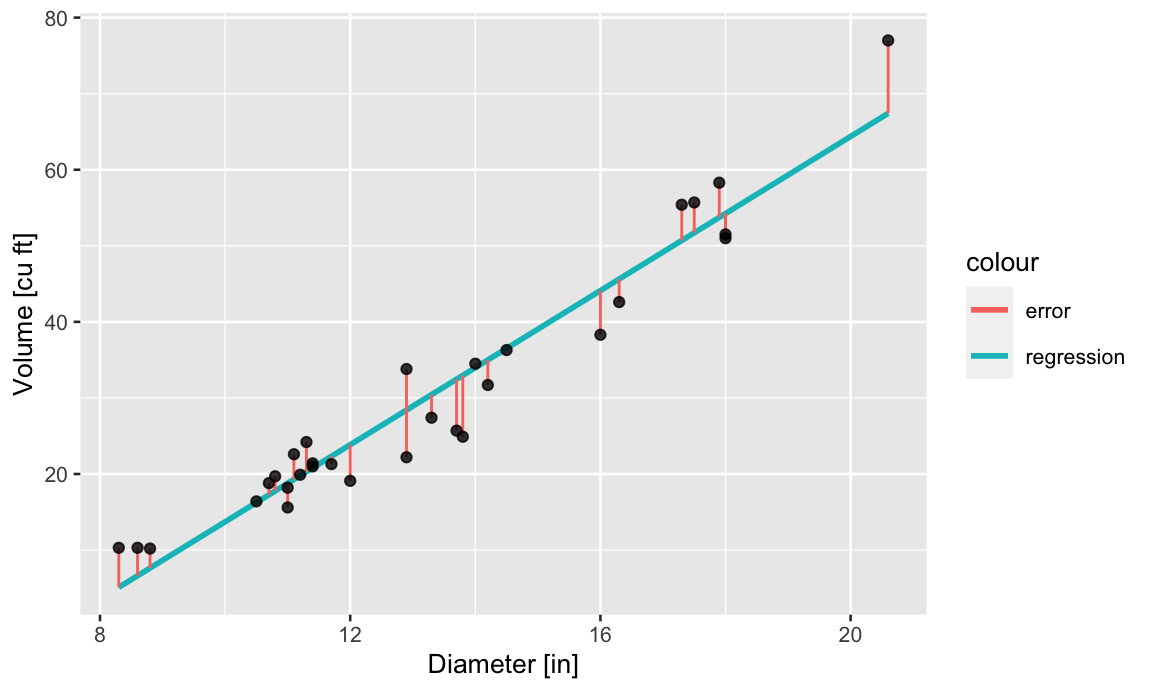 80
60
40
20
Volume [cu ft]
8 12 16 20
Diameter [in]
colour
error
regression